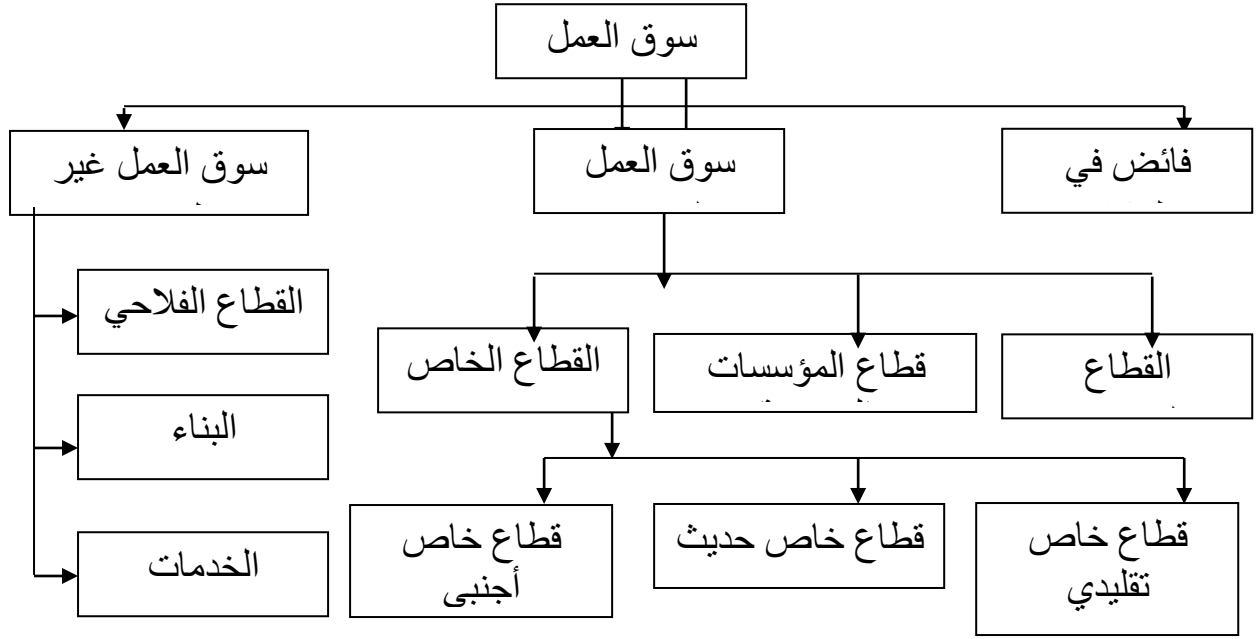 سوق العمل
فائض في
سوق العمل
سوق العمل غير
القطاع
قطاع المؤسسات
القطاع الخاص
القطاع الفلاحي
البناء
الخدمات
قطاع خاص
تقليدي
قطاع خاص حديث
قطاع خاص
أجنبي